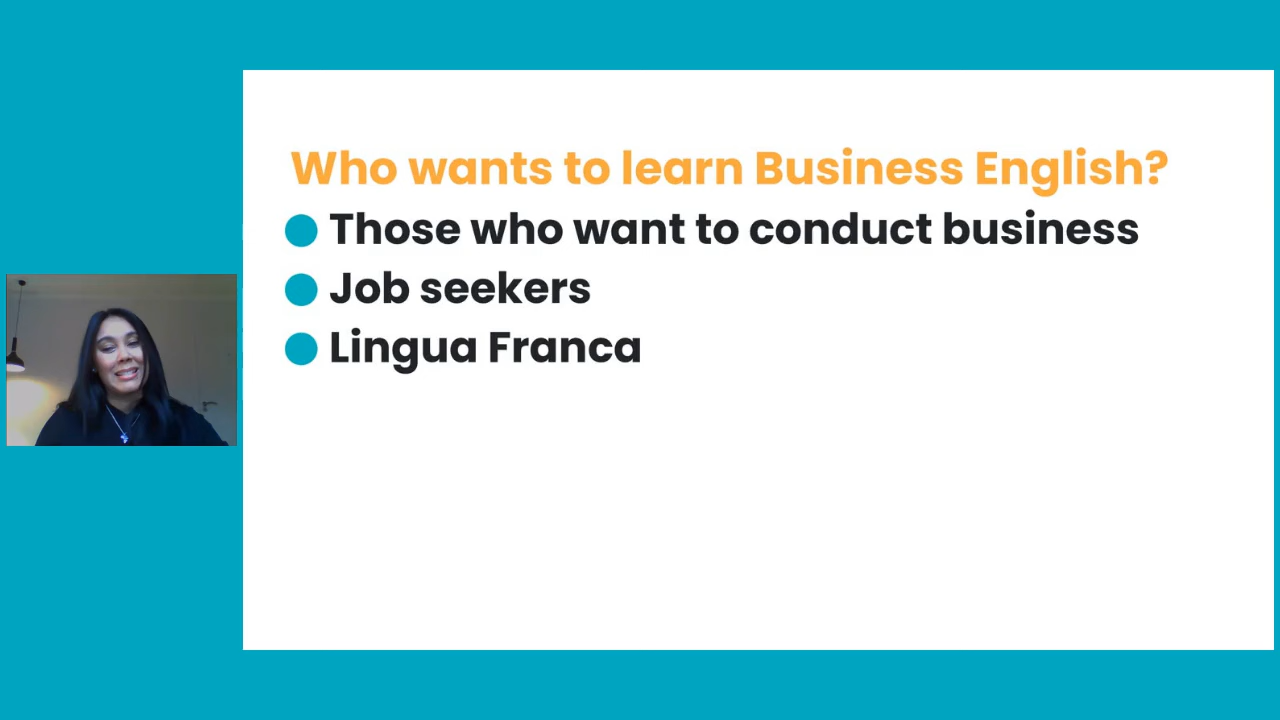 Who wants to learn Business English?
Those who want to conduct business
Job seekers
Lingua Franca